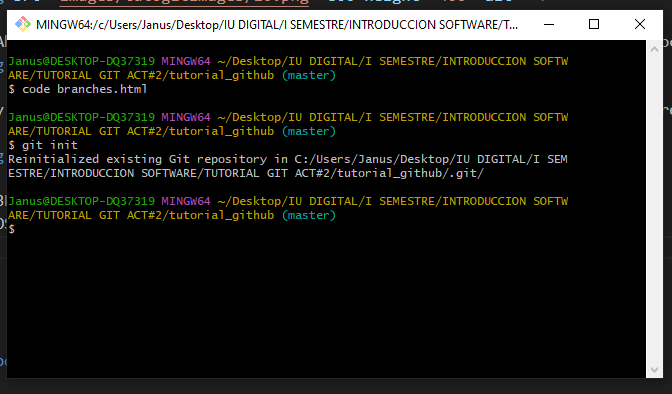 MINGW64:/c/Users/Janus/Desktop/IU DIGITAL/I SEMESTRE/INTRODUCCION SOFTWARE/T...
Janus@DESKTOP-DQ37319 MINGW64 ~/Desktop/IU DIGITAL/I SEMESTRE/INTRODUCCION SOFTW
ARE/TUTORIAL GIT ACT#2/tutorial_github (master)
$ code branches.html
Janus@DESKTOP-DQ37319 MINGW64 ~/Desktop/IU DIGITAL/I SEMESTRE/INTRODUCCION SOFTW
ARE/TUTORIAL GIT ACT#2/tutorial_github (master)
$ git init
Reinitialized existing Git repository in C:/Users/Janus/Desktop/IU DIGITAL/I SEM
ESTRE/INTRODUCCION SOFTWARE/TUTORIAL GIT ACT#2/tutorial_github/.git/
Janus@DESKTOP-DQ37319 MINGW64 ~/Desktop/IU DIGITAL/I SEMESTRE/INTRODUCCION SOFTW
ARE/TUTORIAL GIT ACT#2/tutorial_github (master)
$